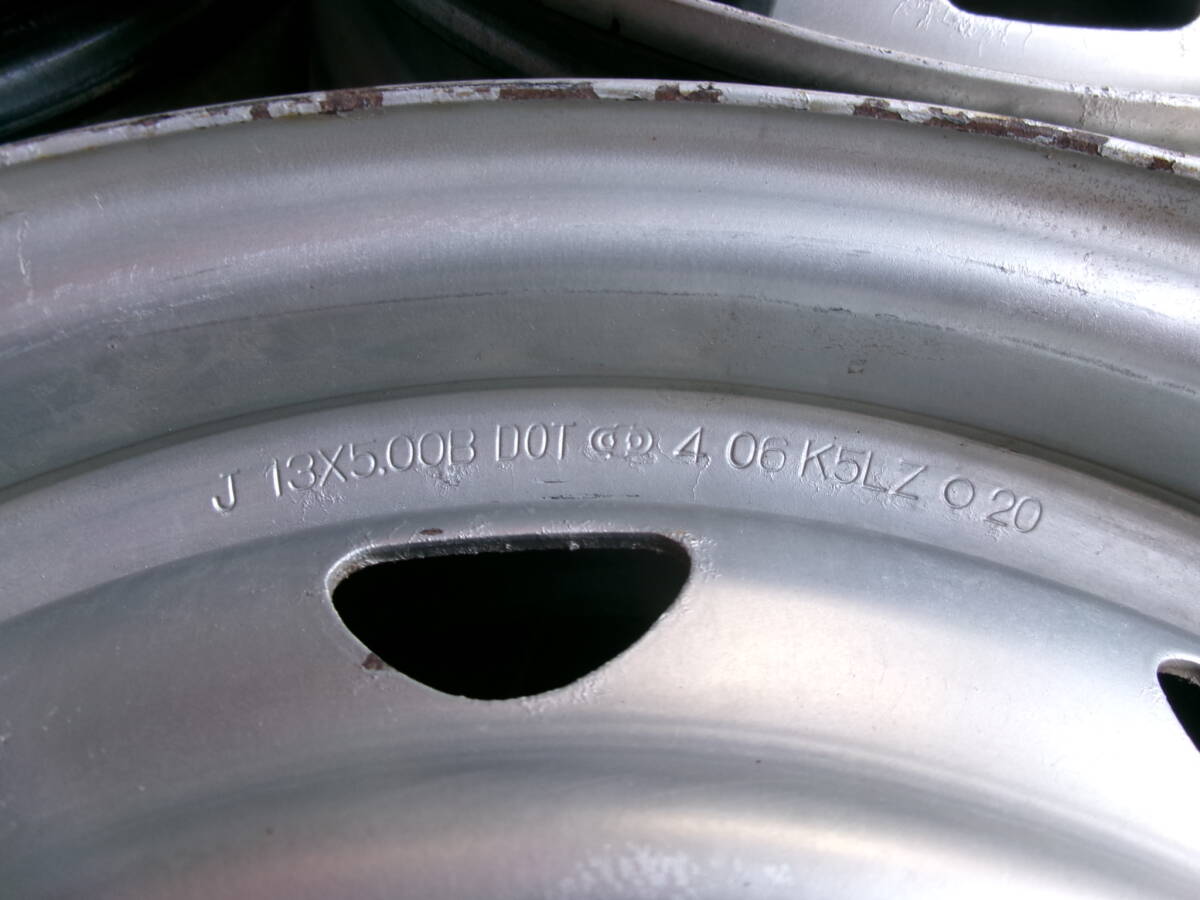 J 13X5.00B DOT 4 06 K5LZ O 20